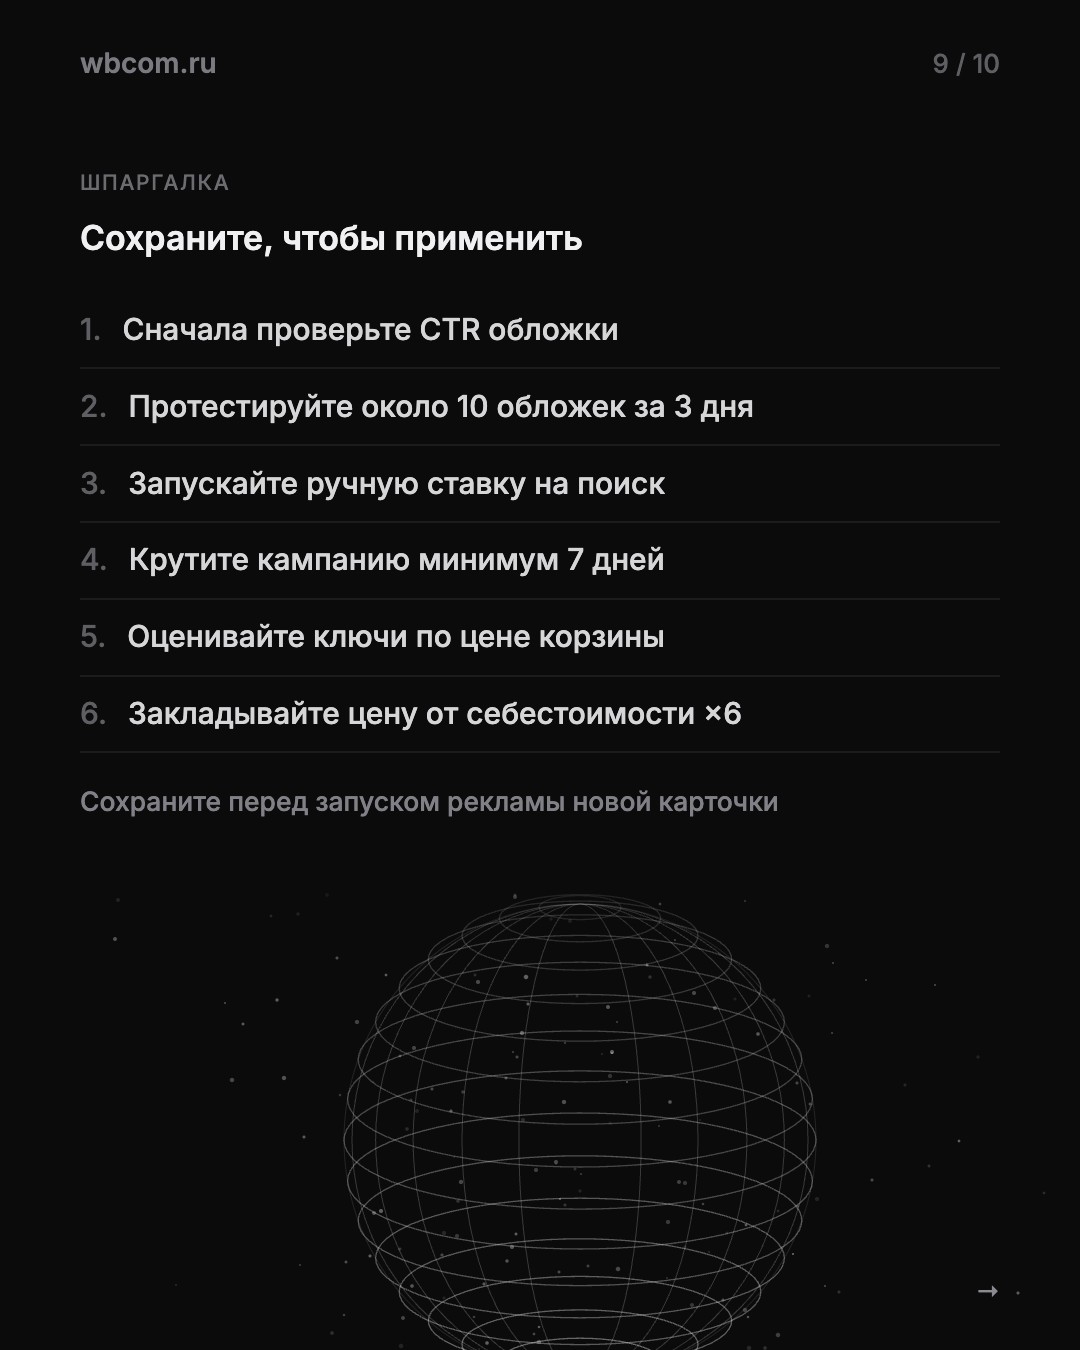 wbcom.ru
9 / 10
ШПАРГАЛКА
Сохраните, чтобы применить
1. Сначала проверьте CTR обложки
2. Протестируйте около 10 обложек за 3 дня
3. Запускайте ручную ставку на поиск
4. Крутите кампанию минимум 7 дней
5. Оценивайте ключи по цене корзины
6. Закладывайте цену от себестоимости ×6
Сохраните перед запуском рекламы новой карточки
→